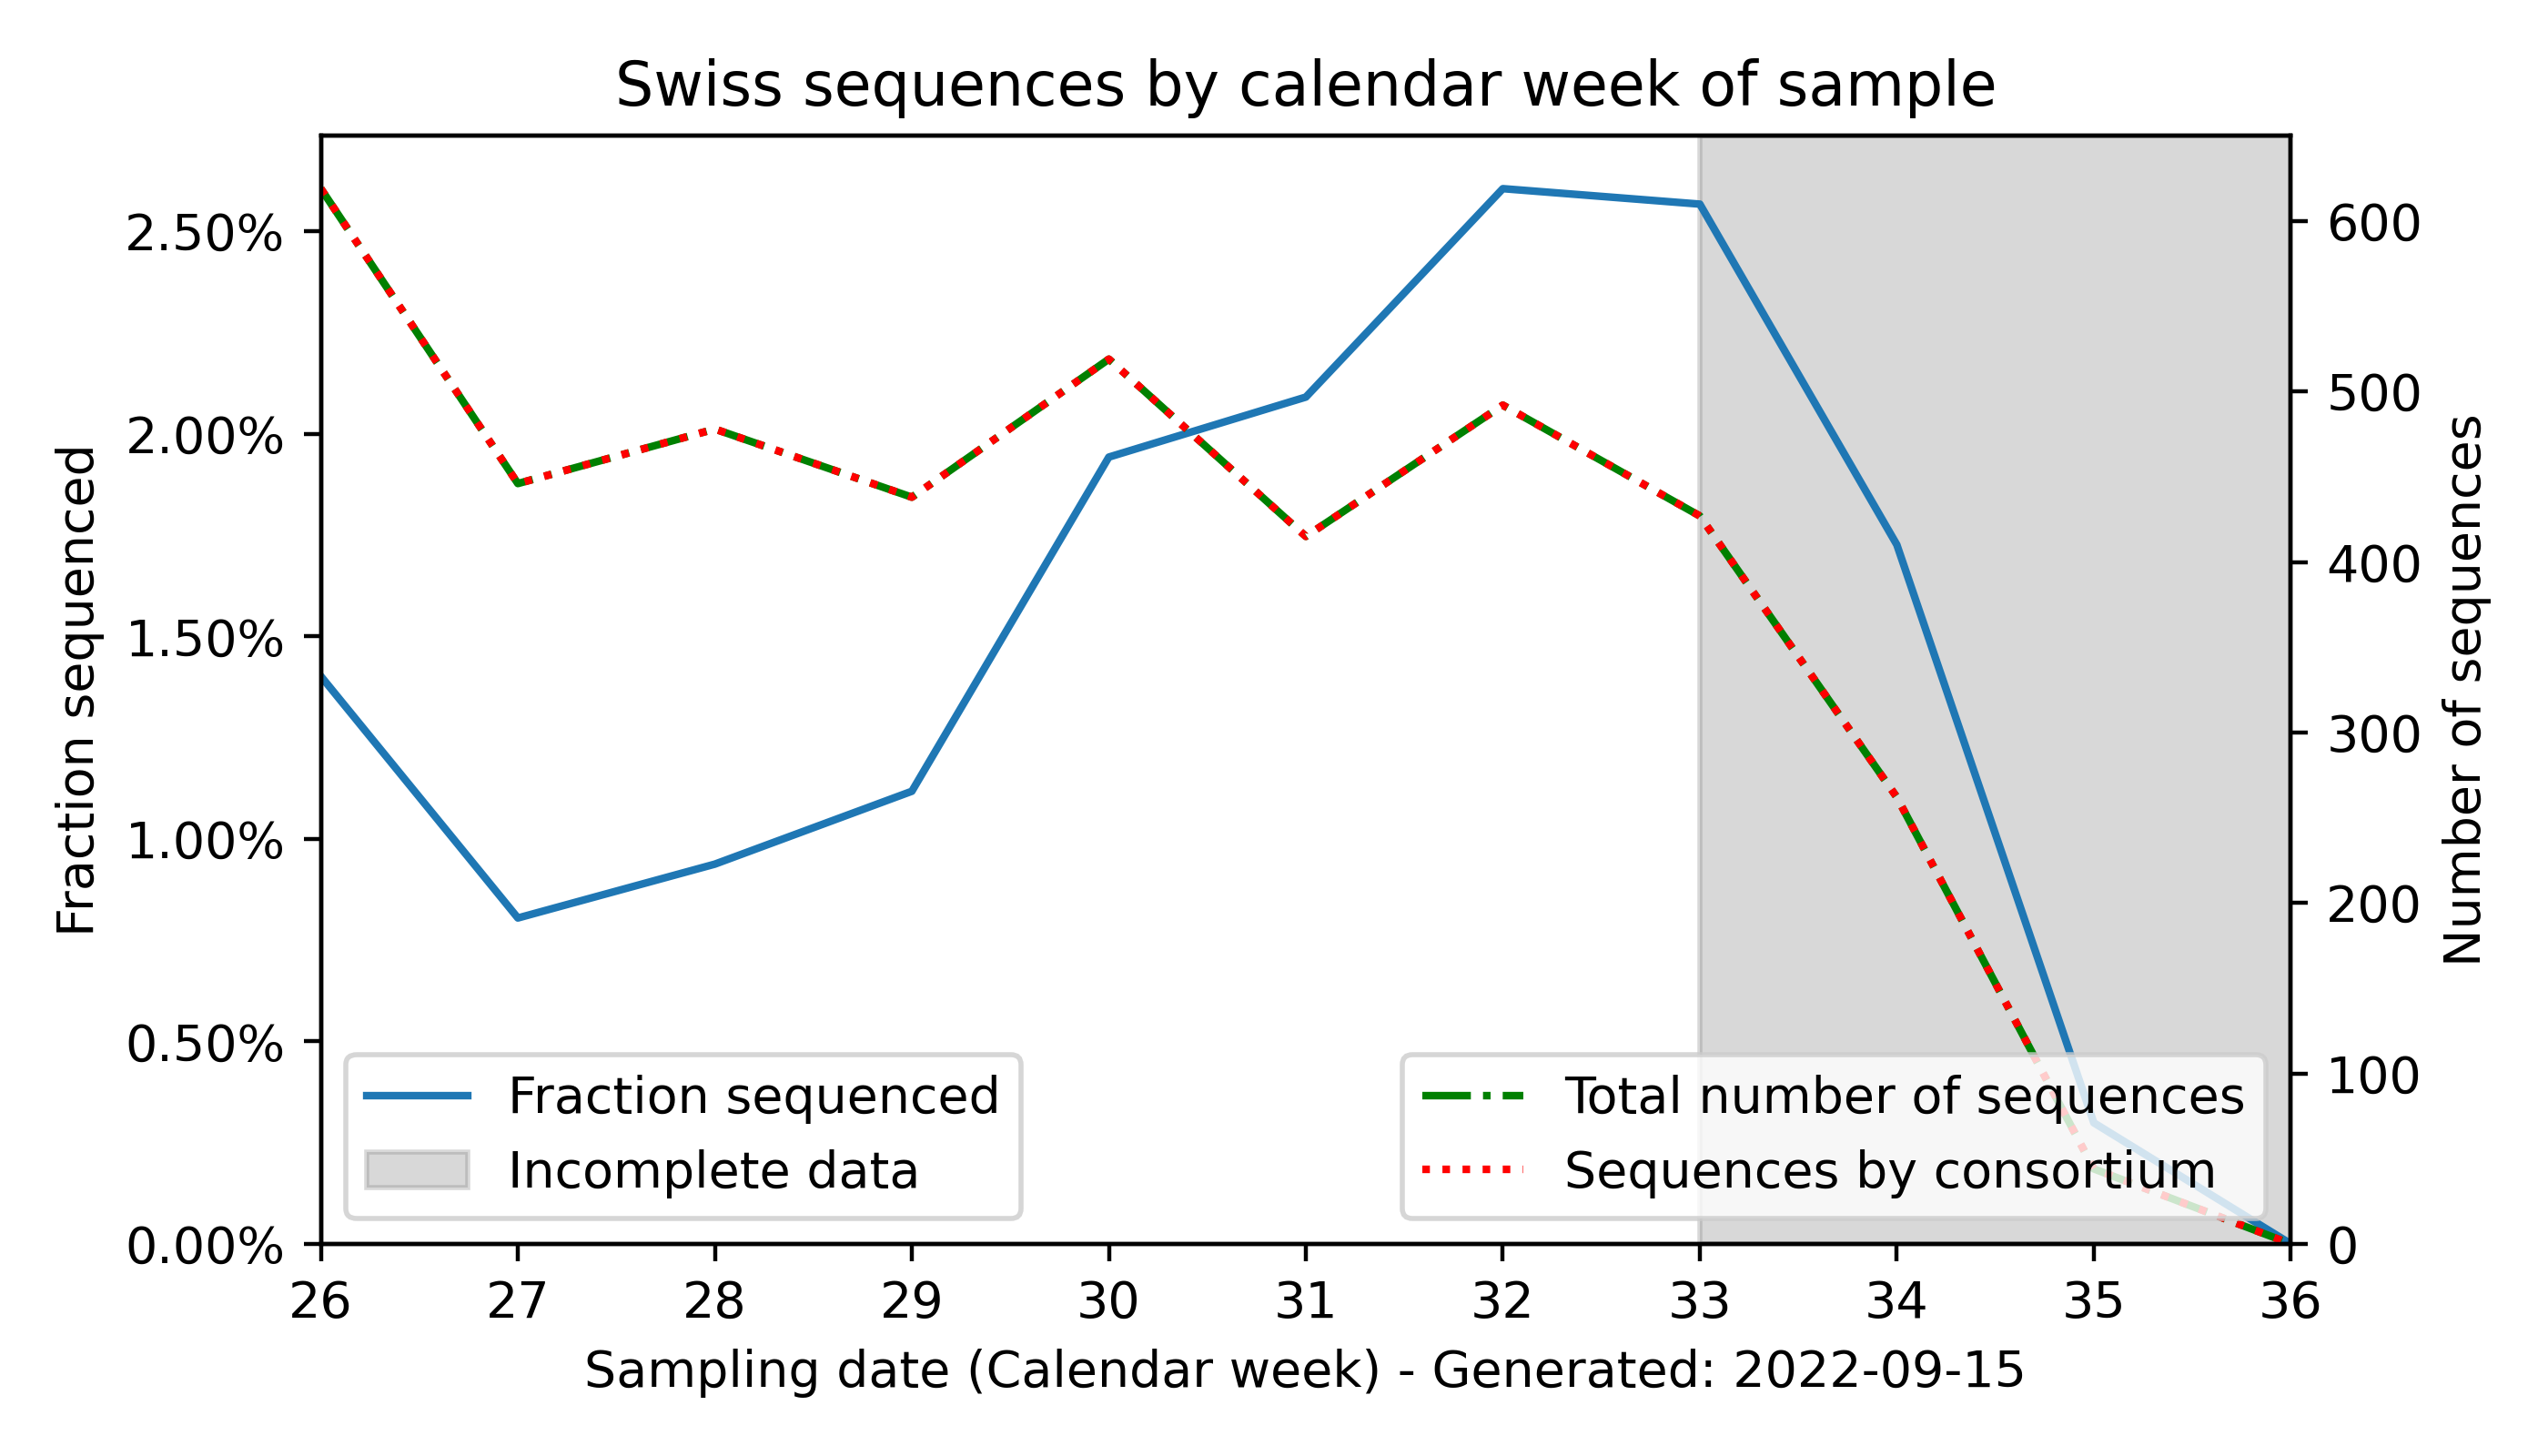 Swiss sequences by calendar week of sample
Fraction sequenced
2.50%
2.00%
1.50%
1.00%
0.50%
0.00%
600
500
400
300
200
100
0
Number of sequences
Fraction sequenced
Incomplete data
Total number of sequences
Sequences by consortium
26 27 28 29 30 31 32 33 34 35 36
Sampling date (Calendar week) - Generated: 2022-09-15